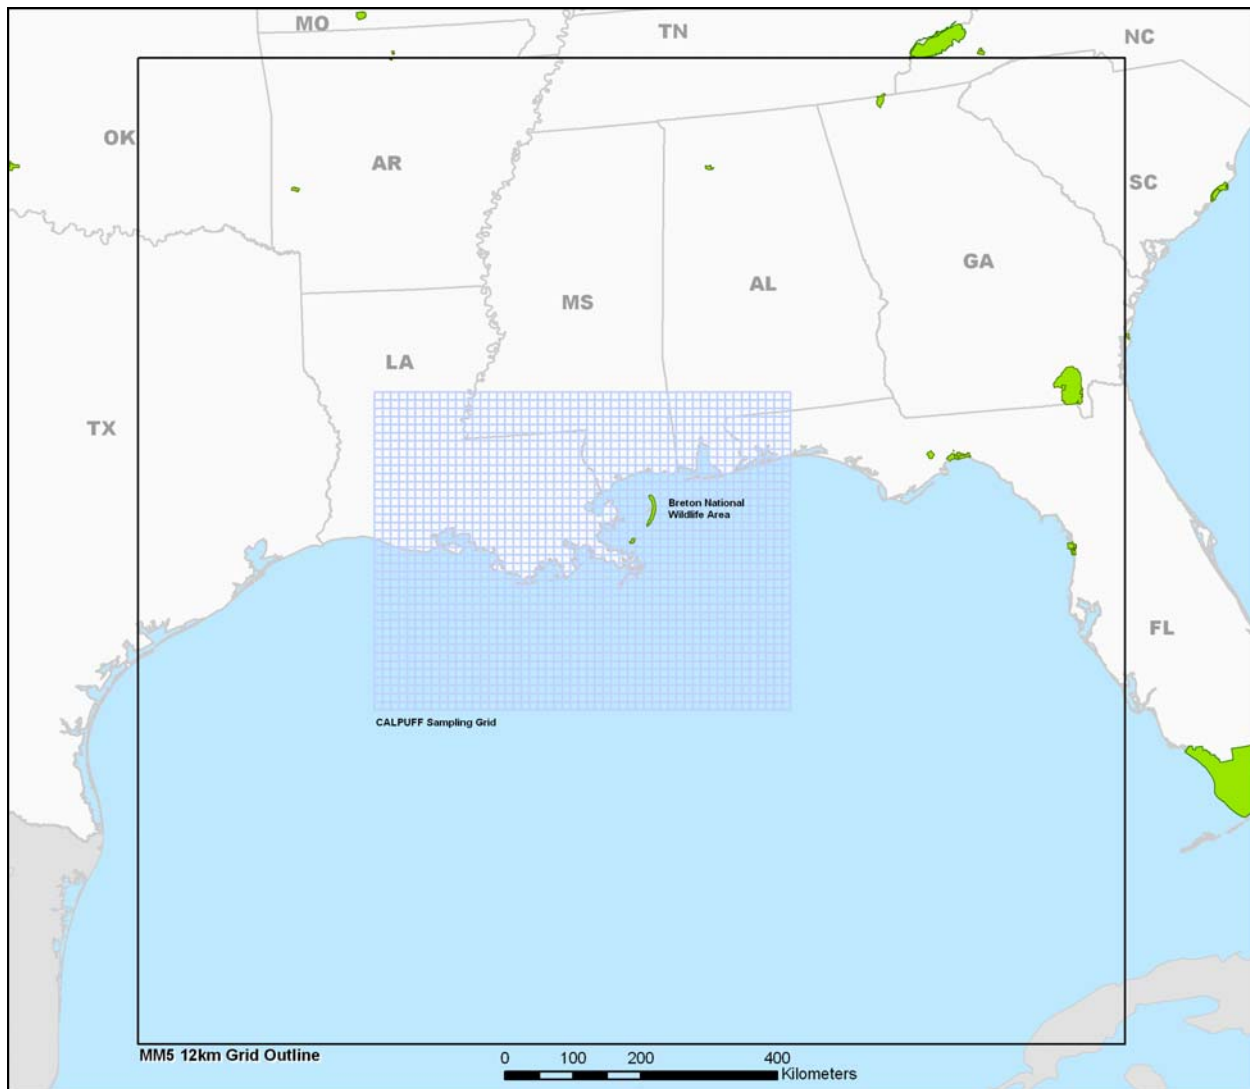 MO
TN
NC
OK
AR
SC
GA
AL
MS
LA
TX
Breton National
Wildlife Area
FL
CALPUFF Sampling Grid
MM5 12km Grid Outline
0 100 200 400
Kilometers